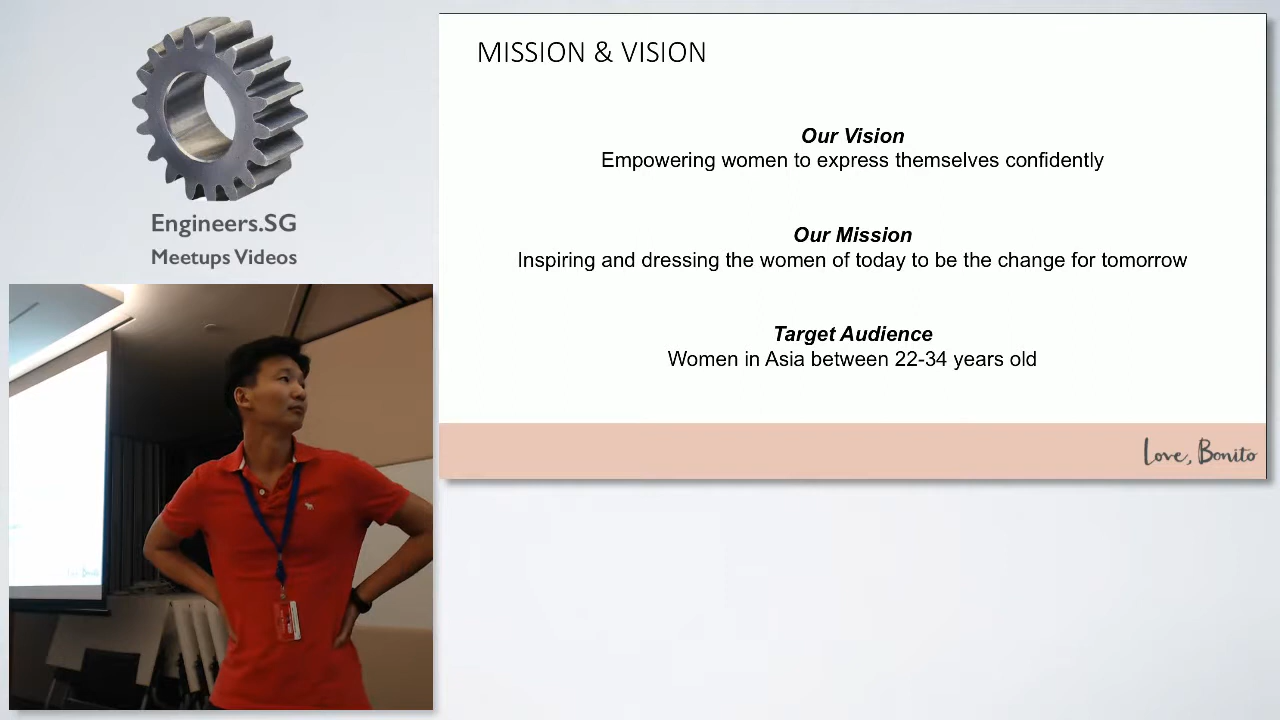 Engineers.SG
Meetups Videos
MISSION & VISION
Our Vision
Empowering women to express themselves confidently
Our Mission
Inspiring and dressing the women of today to be the change for tomorrow
Target Audience
Women in Asia between 22-34 years old
Love, Bonito